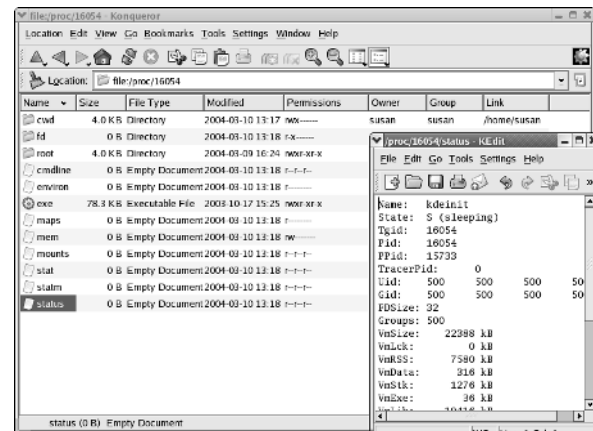 file:/proc/16054 - Konqueror
Location Edit View Go Bookmarks Tools Settings Window Help
Location: file:/proc/16054
Name Size File Type Modified Permissions Owner Group Link
cwd 4.0 KB Directory 2004-03-10 13:17 rwx------ susan susan /home/susan
fd 0 B Directory 2004-03-10 13:18 r-x------
root 4.0 KB Directory 2004-03-09 16:24 rwxr-xr-x
cmdline 0 B Empty Document 2004-03-10 13:18 r--r--r--
environ 0 B Empty Document 2004-03-10 13:18 r--------
exe 78.3 KB Executable File 2003-10-17 15:25 rwxr-xr-x
maps 0 B Empty Document 2004-03-10 13:18 r--------
mem 0 B Empty Document 2004-03-10 13:18 rw-------
mounts 0 B Empty Document 2004-03-10 13:18 r--r--r--
stat 0 B Empty Document 2004-03-10 13:18 r--r--r--
statm 0 B Empty Document 2004-03-10 13:18 r--r--r--
status 0 B Empty Document 2004-03-10 13:18 r--r--r--
status (0 B) Empty Document
/proc/16054/status - KEdit
File Edit Go Tools Settings Help
Name: kdeinit
State: S (sleeping)
Tgid: 16054
Pid: 16054
PPid: 15733
TracerPid: 0
Uid: 500 500 500 50
Gid: 500 500 500 50
FDSize: 32
Groups: 500
VmSize: 22388 kB
VmLck: 0 kB
VmRSS: 7580 kB
VmData: 316 kB
VmStk: 1276 kB
VmExe: 36 kB